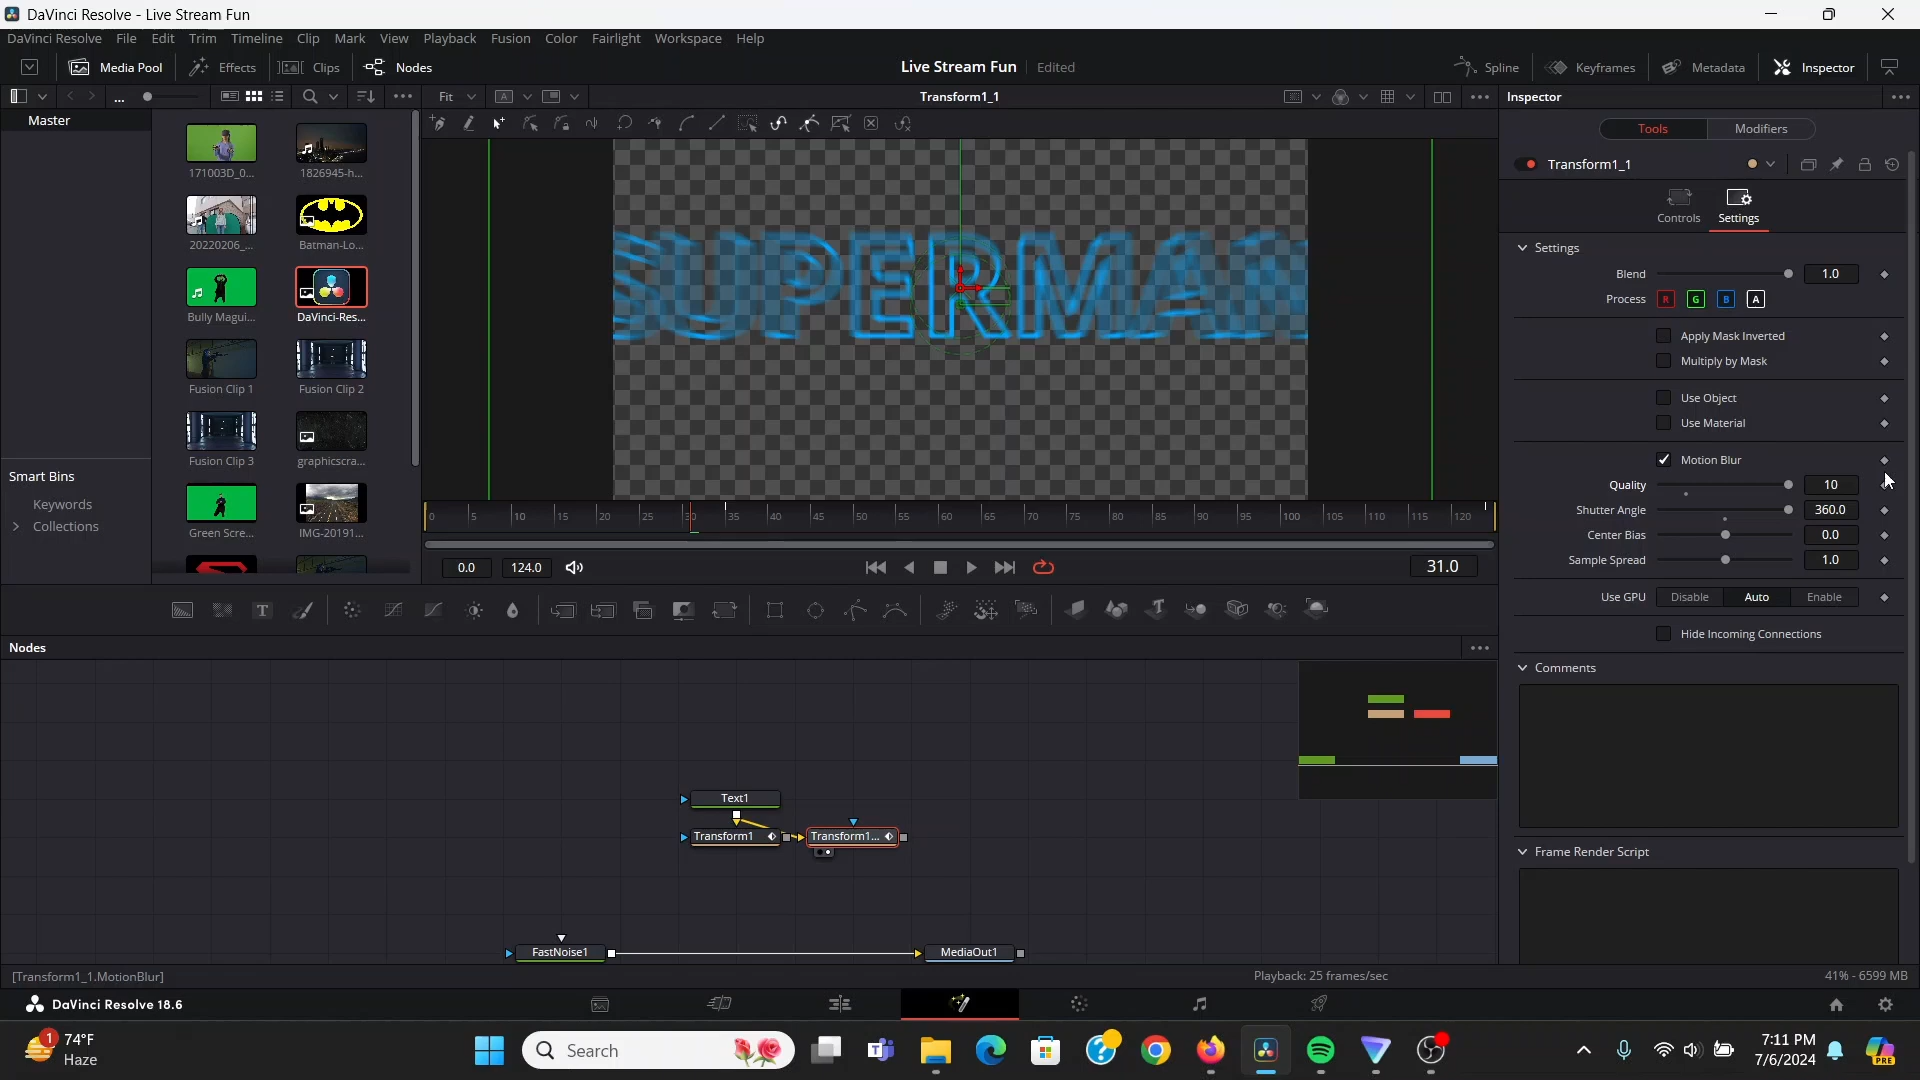 DaVinci Resolve - Live Stream Fun
DaVinci Resolve File Edit Trim Timeline Clip Mark View Playback Fusion Color Fairlight Workspace Help
Media Pool Effects Clips Nodes Live Stream Fun Edited Spline Keyframes Metadata Inspector
... Fit A Transform1_1 Inspector
Master
Tools Modifiers
171003D_0... 1826945-h...
Transform1_1
Controls Settings
20220206_... Batman-Lo...
Settings
SUPERMAN
Blend 1.0
Process R G B A
Bully Magui... DaVinci-Res...
Apply Mask Inverted
Multiply by Mask
Fusion Clip 1 Fusion Clip 2
Use Object
Use Material
Fusion Clip 3 graphicscra...
Motion Blur
Smart Bins
Keywords
Collections
Quality 10
Green Scre... IMG-20191...
Shutter Angle 360.0
0 5 10 15 20 25 30 35 40 45 50 55 60 65 70 75 80 85 90 95 100 105 110 115 120
Center Bias 0.0
Sample Spread 1.0
0.0 124.0 31.0
Use GPU Disable Auto Enable
T T
Hide Incoming Connections
Nodes
Comments
Text1
Transform1 Transform1...
Frame Render Script
FastNoise1 MediaOut1
[Transform1_1.MotionBlur] Playback: 25 frames/sec 41% - 6599 MB
DaVinci Resolve 18.6
1 74°F
Haze
Search
7:11 PM
7/6/2024
PRE